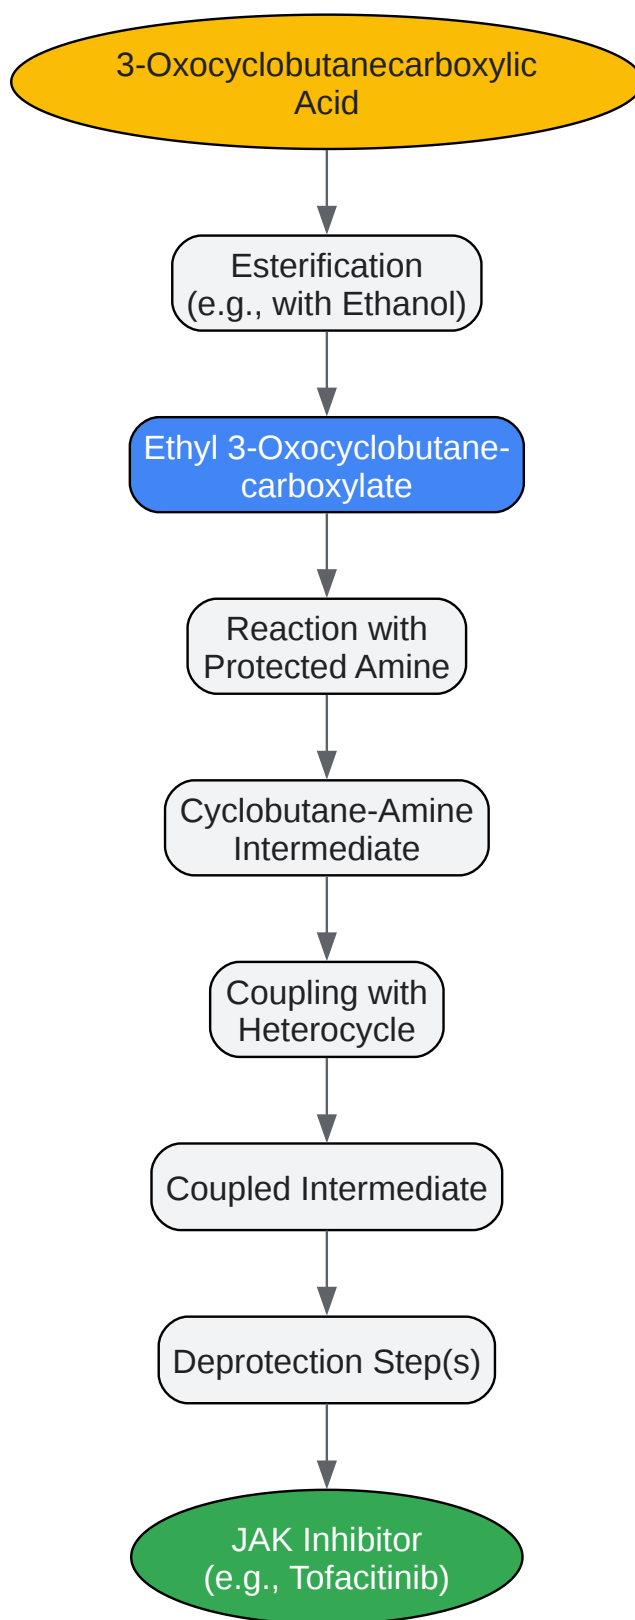 3-Oxocyclobutanecarboxylic
Acid
Esterification
(e.g., with Ethanol)
Ethyl 3-Oxocyclobutane-
carboxylate
Reaction with
Protected Amine
Cyclobutane-Amine
Intermediate
Coupling with
Heterocycle
Coupled Intermediate
Deprotection Step(s)
JAK Inhibitor
(e.g., Tofacitinib)